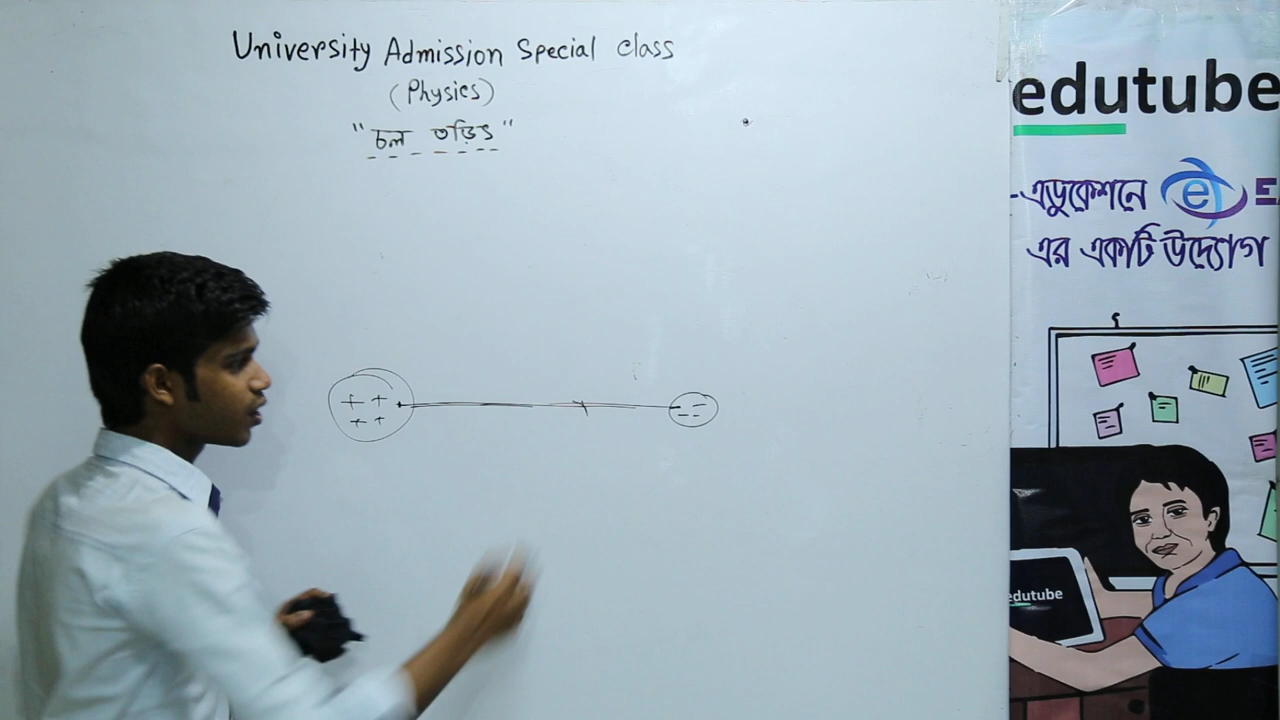 University Admission Special class
(Physics)
"চল তড়িৎ"
+ +
+ +
- -
- -
edutube
-এডুকেশনে e
এর একটি উদ্যোগ
edutube